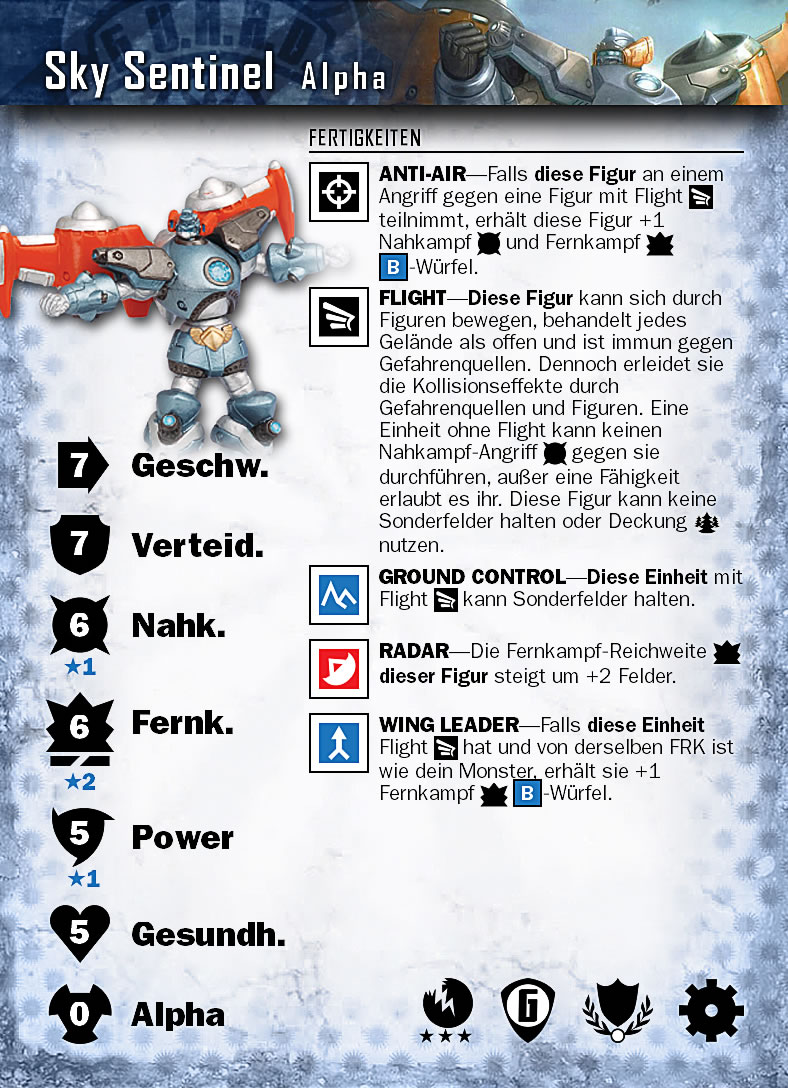 Sky Sentinel Alpha
FERTIGKEITEN
ANTI-AIR—Falls diese Figur an einem
Angriff gegen eine Figur mit Flight
teilnimmt, erhält diese Figur +1
Nahkampf und Fernkampf
B-Würfel.
FLIGHT—Diese Figur kann sich durch
Figuren bewegen, behandelt jedes
Gelände als offen und ist immun gegen
Gefahrenquellen. Dennoch erleidet sie
die Kollisionseffekte durch
Gefahrenquellen und Figuren. Eine
Einheit ohne Flight kann keinen
Nahkampf-Angriff gegen sie
durchführen, außer eine Fähigkeit
erlaubt es ihr. Diese Figur kann keine
Sonderfelder halten oder Deckung
nutzen.
GROUND CONTROL—Diese Einheit mit
Flight kann Sonderfelder halten.
RADAR—Die Fernkampf-Reichweite
dieser Figur steigt um +2 Felder.
WING LEADER—Falls diese Einheit
Flight hat und von derselben FRK ist
wie dein Monster, erhält sie +1
Fernkampf B-Würfel.
7 Geschw.
7 Verteid.
6 Nahk.
★1
6 Fernk.
★2
5 Power
★1
5 Gesundh.
0 Alpha
★★★
G